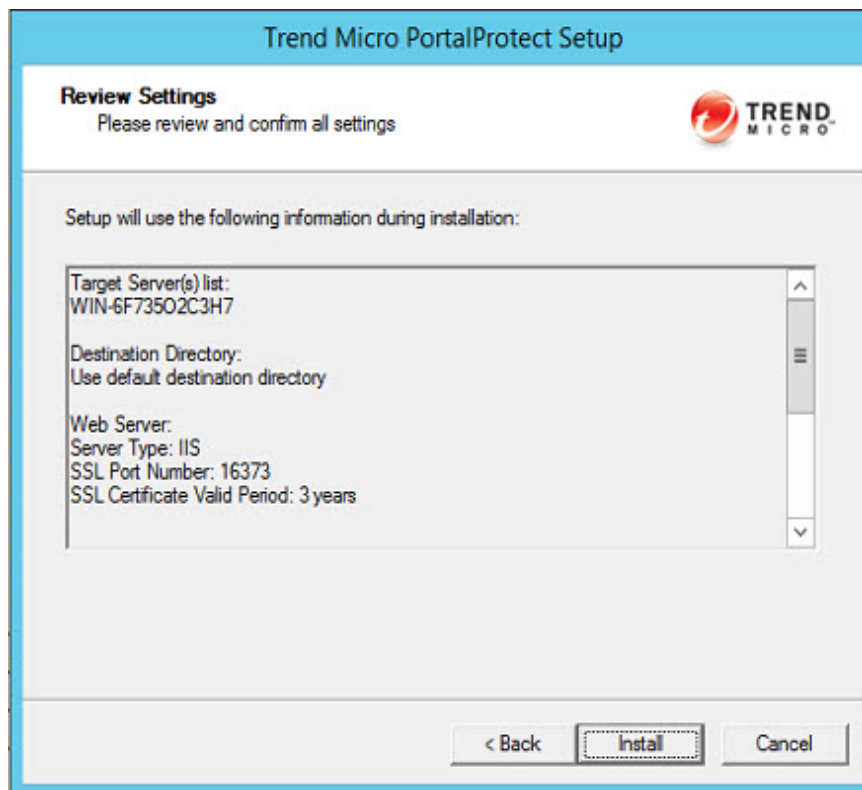 Trend Micro PortalProtect Setup
Review Settings
Please review and confirm all settings
TREND
MICRO
Setup will use the following information during installation:
Target Server(s) list:
WIN-6F735O2C3H7
Destination Directory:
Use default destination directory
Web Server:
Server Type: IIS
SSL Port Number: 16373
SSL Certificate Valid Period: 3 years
< Back
Install
Cancel